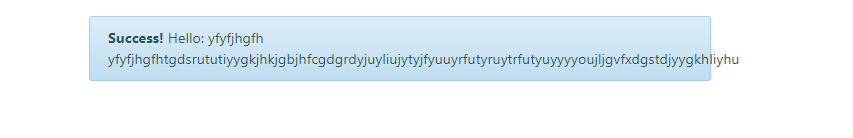 Success! Hello: yfyfjhgfh
yfyfjhgfhtgdsrututiyygkjhkjgbjhfcgdgrdyjuyliujytyjfyuuyrfutyruytrfutyuyyyyoujljgvfxdgstdjyygkhliyhu